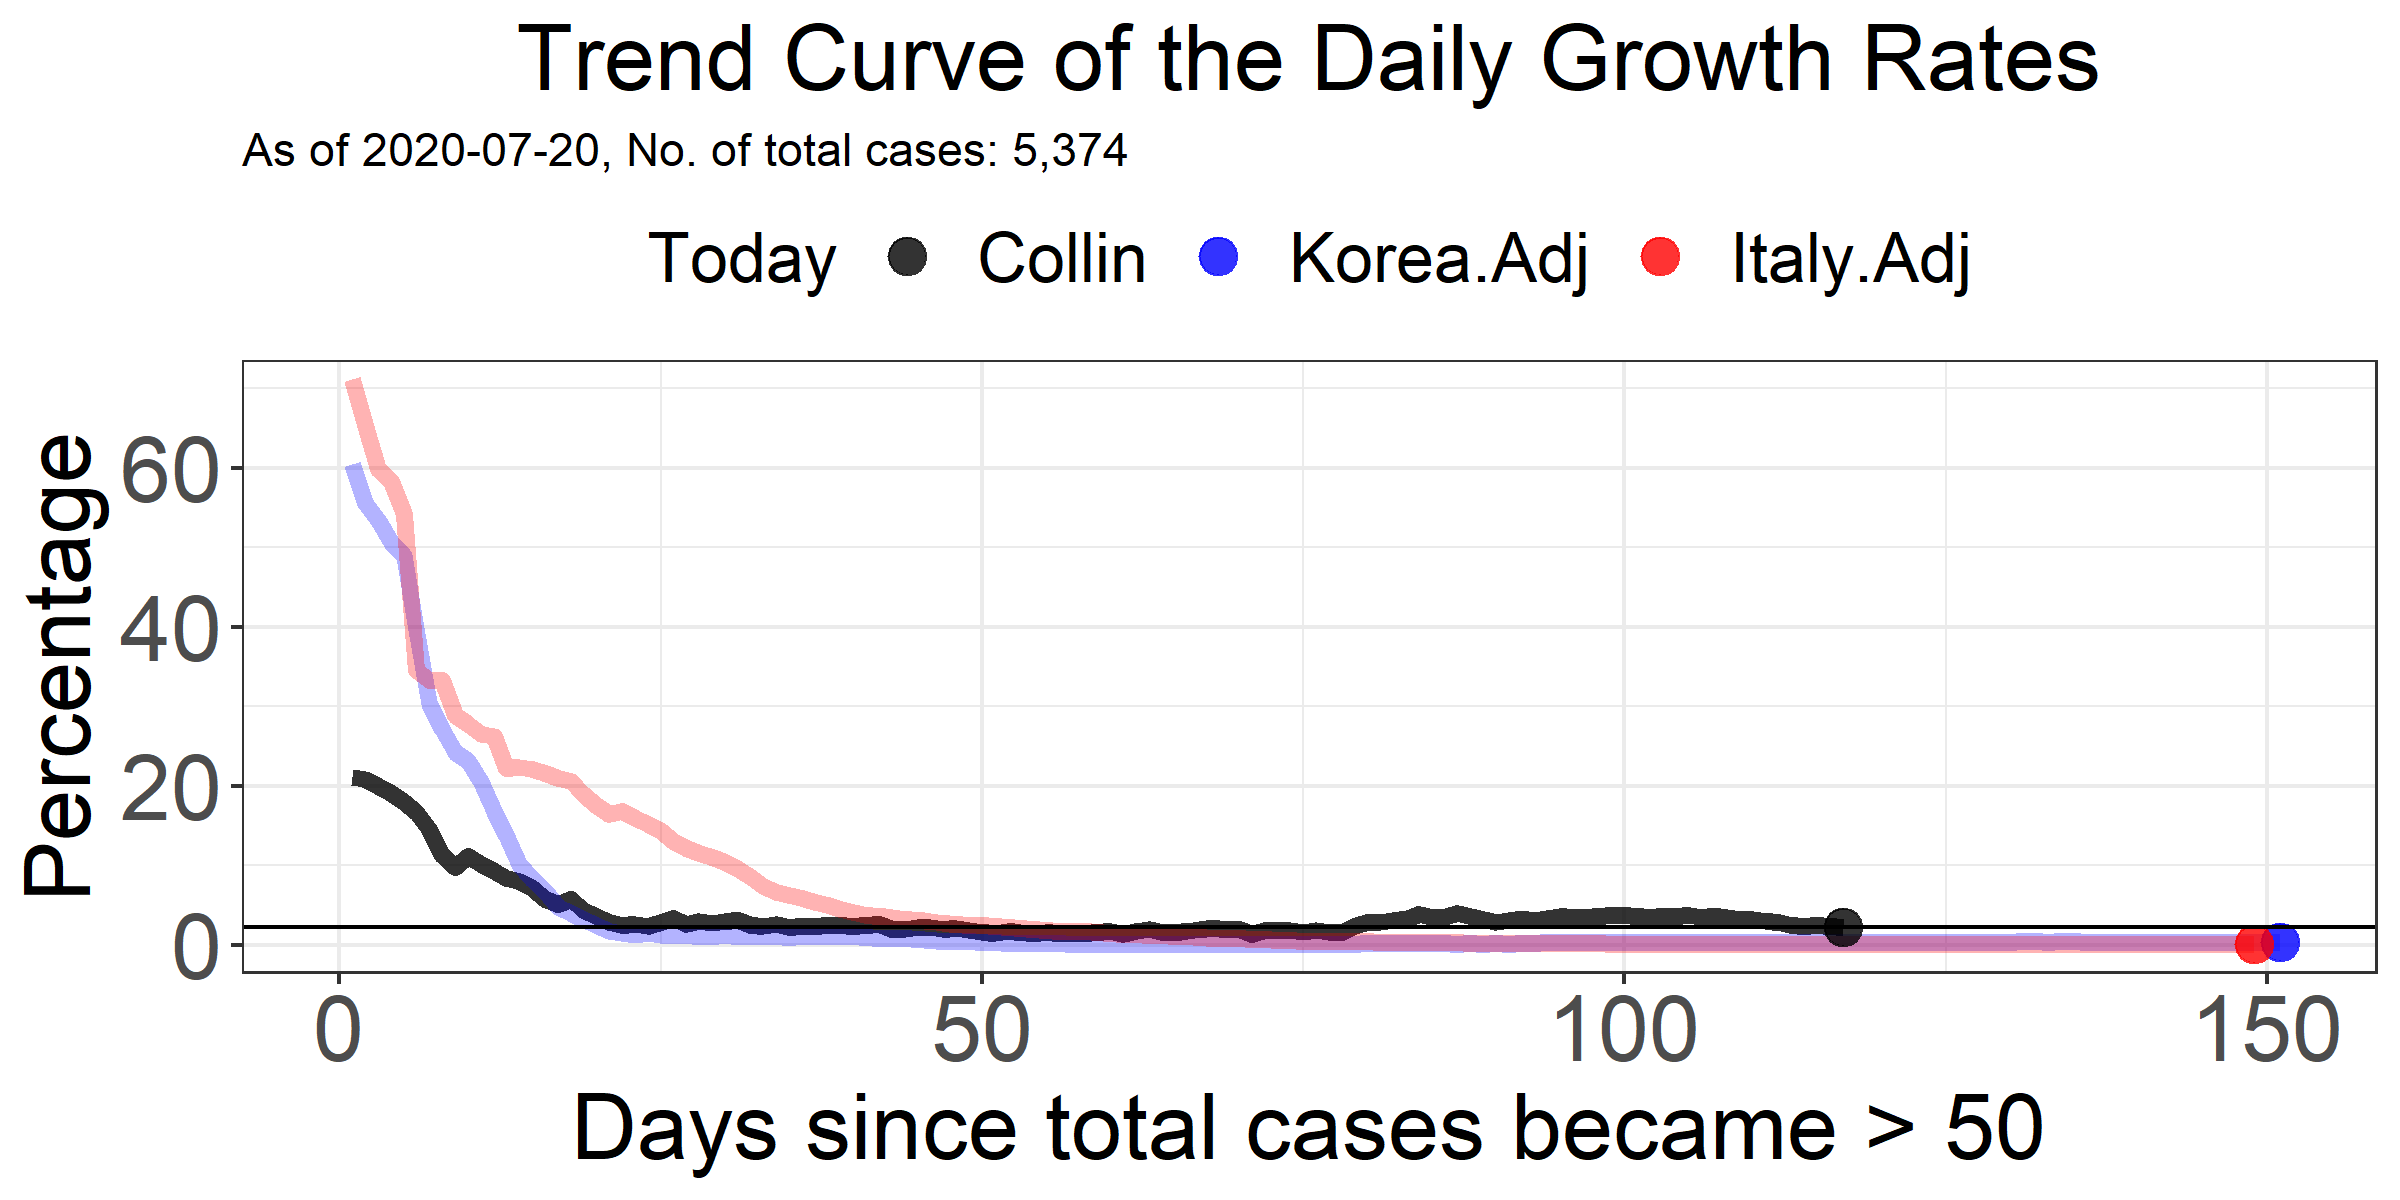 Trend Curve of the Daily Growth Rates
As of 2020-07-20, No. of total cases: 5,374
Today Collin Korea.Adj Italy.Adj
Percentage
60
40
20
0
0 50 100 150
Days since total cases became > 50